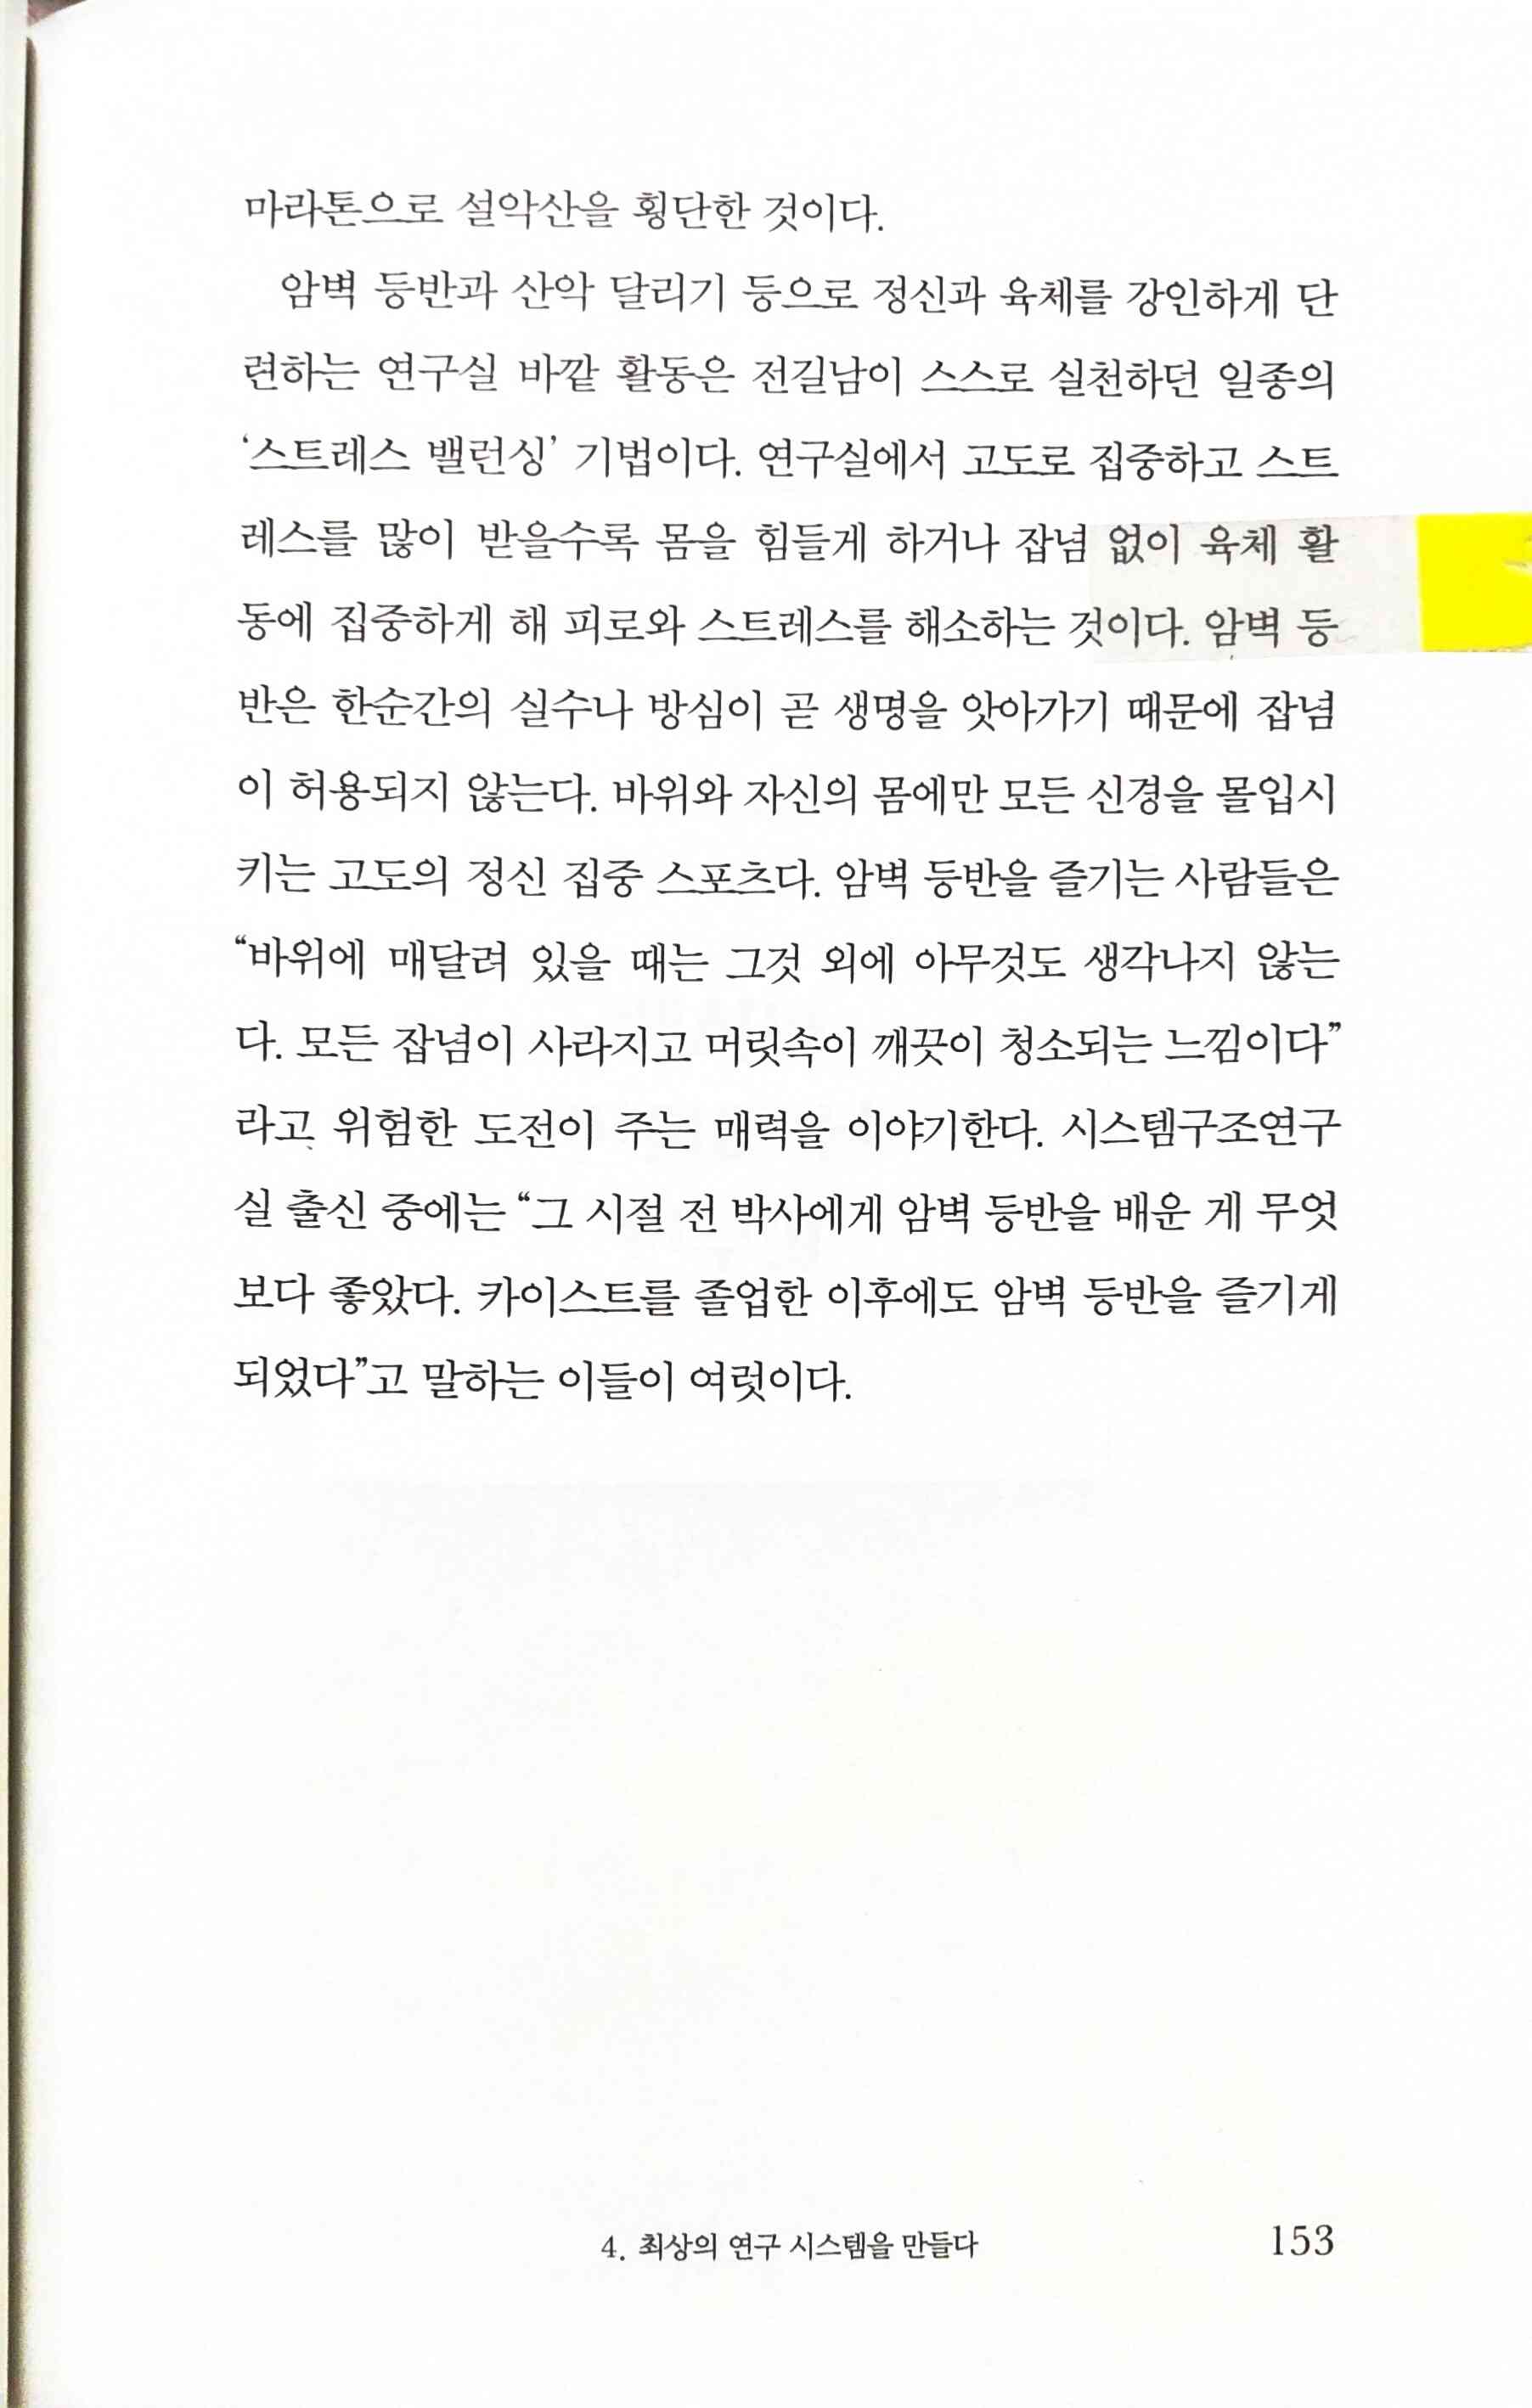 마라톤으로 설악산을 횡단한 것이다.
암벽 등반과 산악 달리기 등으로 정신과 육체를 강인하게 단
련하는 연구실 바깥 활동은 전길남이 스스로 실천하던 일종의
‘스트레스 밸런싱’ 기법이다. 연구실에서 고도로 집중하고 스트
레스를 많이 받을수록 몸을 힘들게 하거나 잡념 없이 육체 활
동에 집중하게 해 피로와 스트레스를 해소하는 것이다. 암벽 등
반은 한순간의 실수나 방심이 곧 생명을 앗아가기 때문에 잡념
이 허용되지 않는다. 바위와 자신의 몸에만 모든 신경을 몰입시
키는 고도의 정신 집중 스포츠다. 암벽 등반을 즐기는 사람들은
“바위에 매달려 있을 때는 그것 외에 아무것도 생각나지 않는
다. 모든 잡념이 사라지고 머릿속이 깨끗이 청소되는 느낌이다”
라고 위험한 도전이 주는 매력을 이야기한다. 시스템구조연구
실 출신 중에는 “그 시절 전 박사에게 암벽 등반을 배운 게 무엇
보다 좋았다. 카이스트를 졸업한 이후에도 암벽 등반을 즐기게
되었다”고 말하는 이들이 여럿이다.
4. 최상의 연구 시스템을 만들다 153